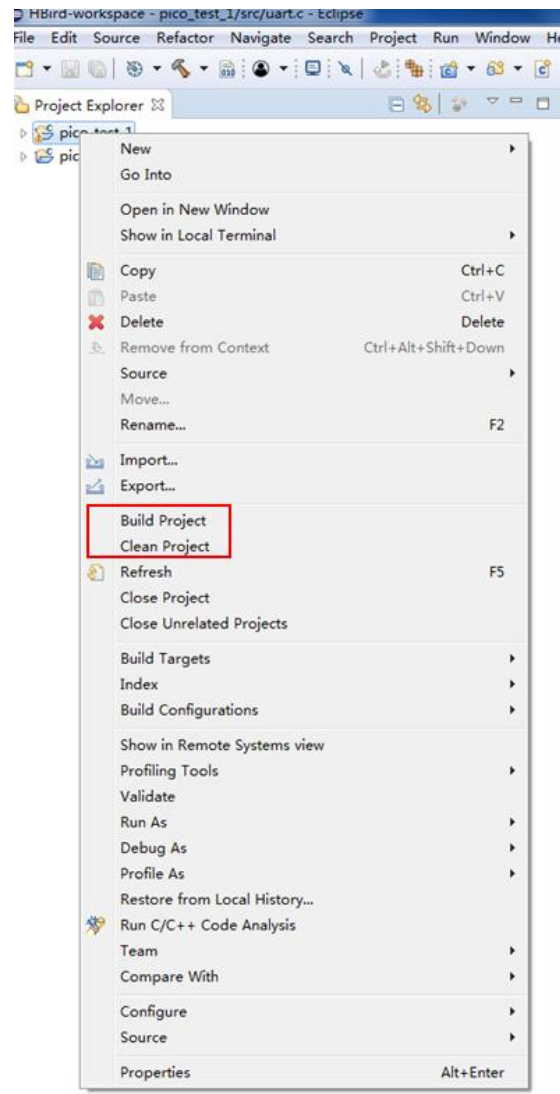 HBird-workspace - pico_test_1/src/uart.c - Eclipse
File Edit Source Refactor Navigate Search Project Run Window
Project Explorer
pico_test_1
pic
New
Go Into
Open in New Window
Show in Local Terminal
Copy Ctrl+C
Paste Ctrl+V
Delete Delete
Remove from Context Ctrl+Alt+Shift+Down
Source
Move...
Rename... F2
Import...
Export...
Build Project
Clean Project
Refresh F5
Close Project
Close Unrelated Projects
Build Targets
Index
Build Configurations
Show in Remote Systems view
Profiling Tools
Validate
Run As
Debug As
Profile As
Restore from Local History...
Run C/C++ Code Analysis
Team
Compare With
Configure
Source
Properties Alt+Enter